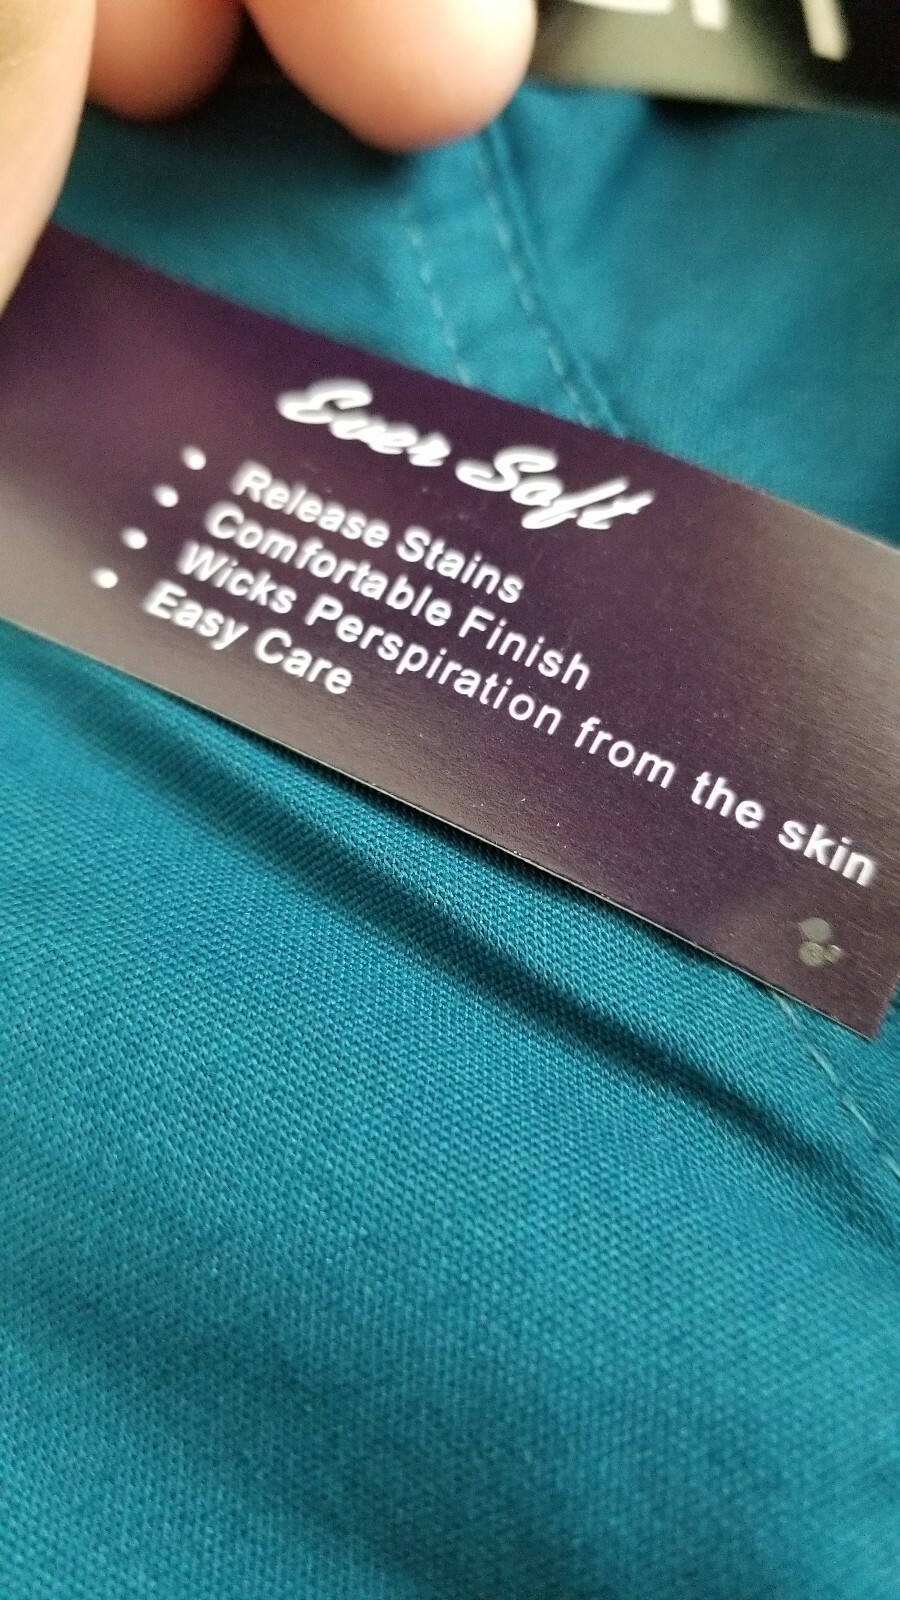 Ever Soft
• Release Stains
• Comfortable Finish
• Wicks Perspiration from the skin
• Easy Care